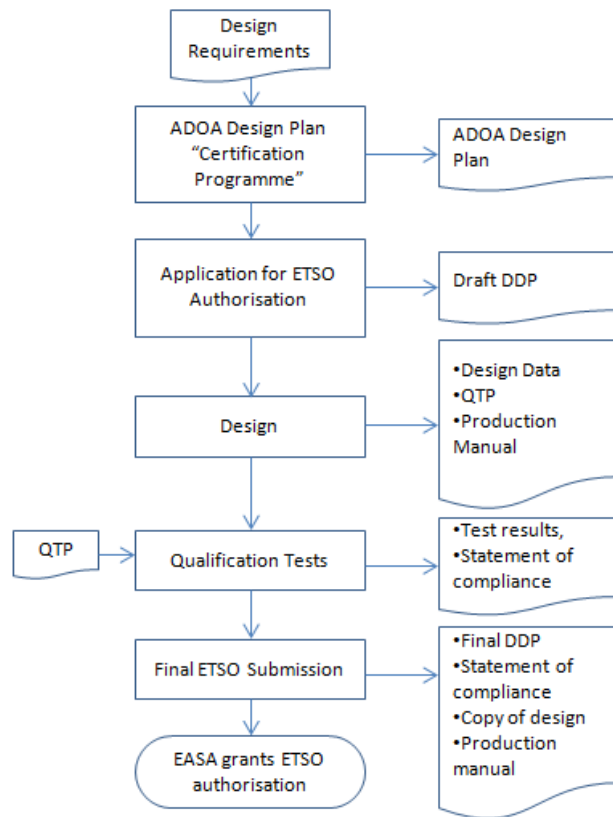 Design
Requirements
ADOA Design Plan
“Certification
Programme”
ADOA Design
Plan
Application for ETSO
Authorisation
Draft DDP
Design
•Design Data
•QTP
•Production
Manual
QTP
Qualification Tests
•Test results,
•Statement of
compliance
Final ETSO Submission
•Final DDP
•Statement of
compliance
•Copy of design
•Production
manual
EASA grants ETSO
authorisation